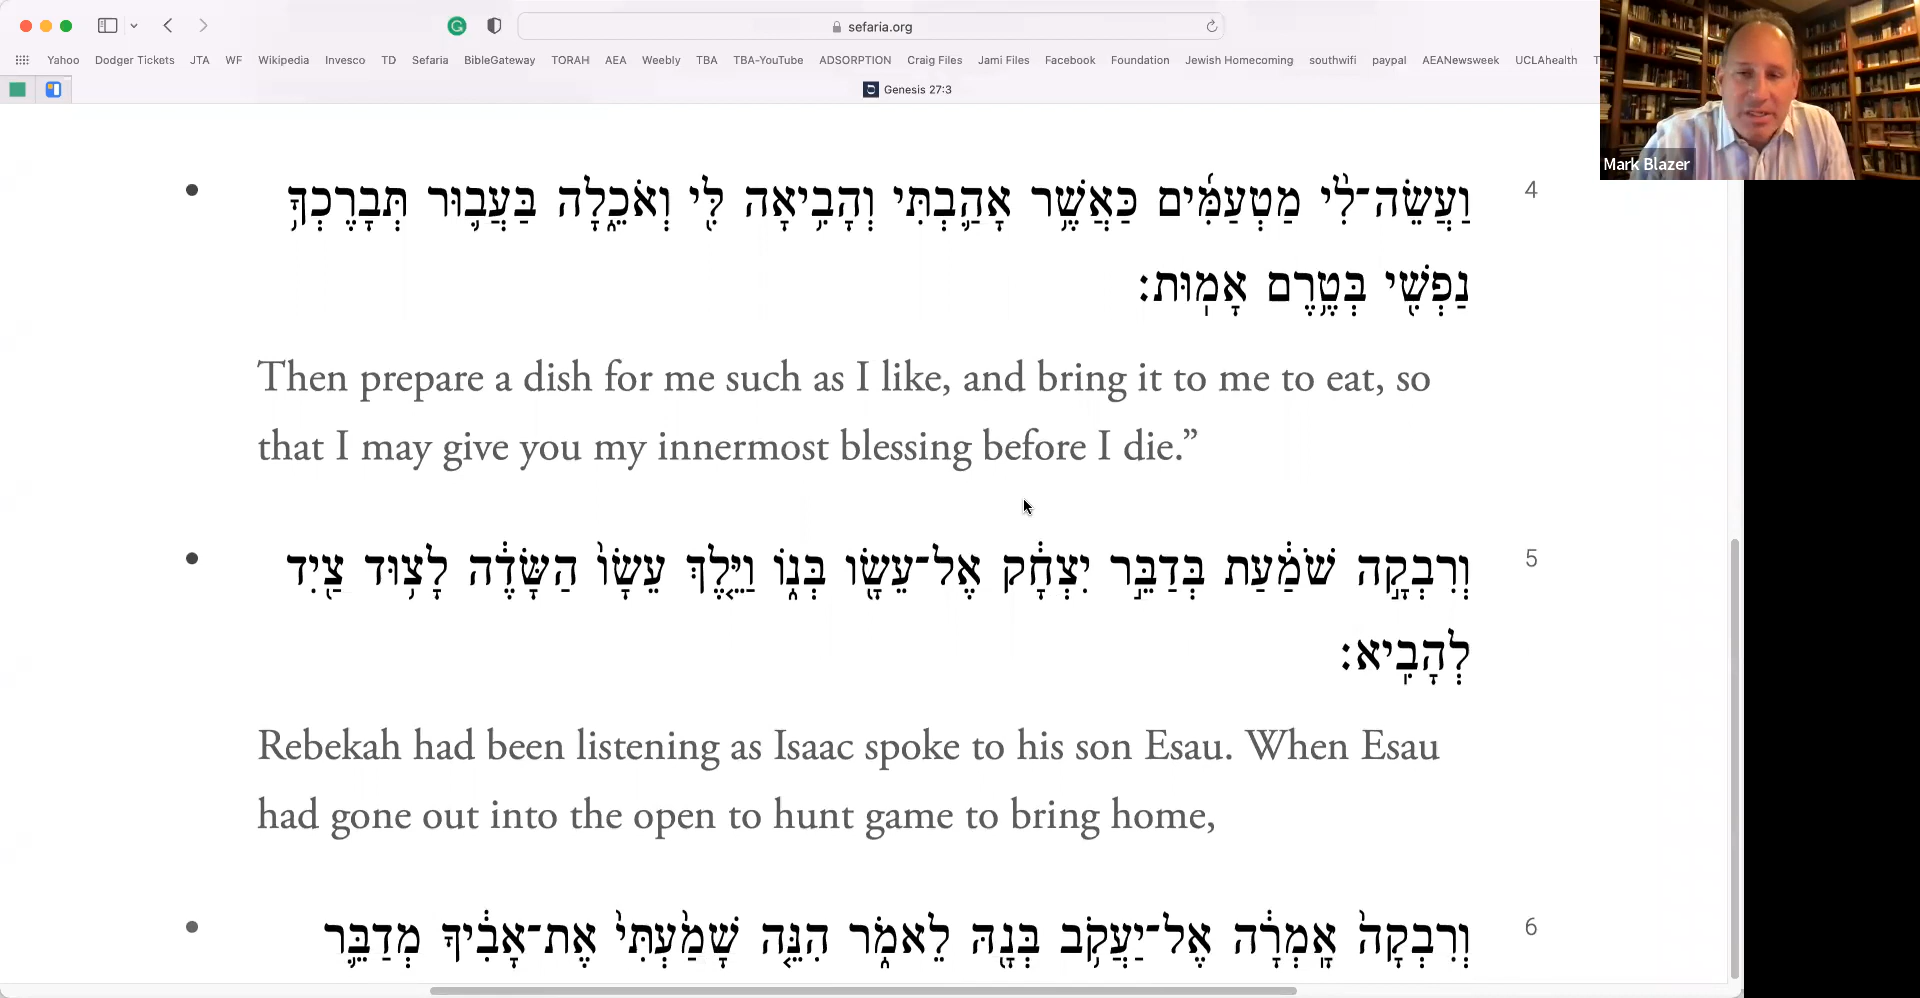 sefaria.org
Yahoo Dodger Tickets JTA WF Wikipedia Invesco TD Sefaria BibleGateway TORAH AEA Weebly TBA TBA-YouTube ADSORPTION Craig Files Jami Files Facebook Foundation Jewish Homecoming southwifi paypal AEANewsweek UCLAhealth
Genesis 27:3
Mark Blazer
4
וַעֲשֵׂה־לִ֨י מַטְעַמִּ֜ים כַּאֲשֶׁ֥ר אָהַ֛בְתִּי וְהָבִ֥יאָה לִּ֖י וְאֹכֵ֑לָה בַּעֲב֛וּר תְּבָרֶכְךָ֥
נַפְשִׁ֖י בְּטֶ֥רֶם אָמֽוּת׃
Then prepare a dish for me such as I like, and bring it to me to eat, so
that I may give you my innermost blessing before I die.”
5
וְרִבְקָ֣ה שֹׁמַ֔עַת בְּדַבֵּ֣ר יִצְחָ֔ק אֶל־עֵשָׂ֖ו בְּנ֑וֹ וַיֵּ֤לֶךְ עֵשָׂו֙ הַשָּׂדֶ֔ה לָצ֥וּד צַ֖יִד
לְהָבִֽיא׃
Rebekah had been listening as Isaac spoke to his son Esau. When Esau
had gone out into the open to hunt game to bring home,
6
וְרִבְקָה֙ אָֽמְרָ֔ה אֶל־יַעֲקֹ֥ב בְּנָ֖הּ לֵאמֹ֑ר הִנֵּ֤ה שָׁמַ֙עְתִּי֙ אֶת־אָבִ֔יךָ מְדַבֵּ֛ר